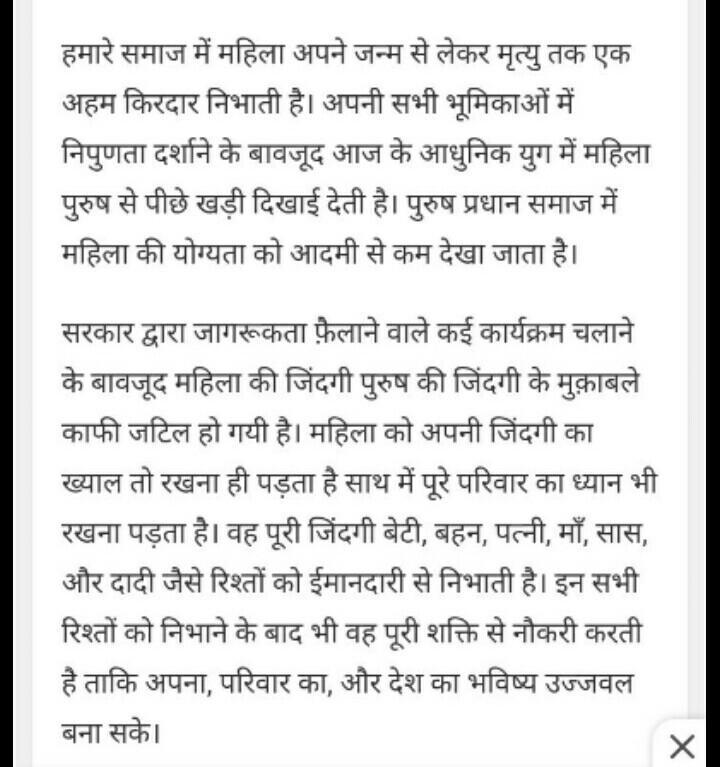 हमारे समाज में महिला अपने जन्म से लेकर मृत्यु तक एक
अहम किरदार निभाती है। अपनी सभी भूमिकाओं में
निपुणता दर्शाने के बावजूद आज के आधुनिक युग में महिला
पुरुष से पीछे खड़ी दिखाई देती है। पुरुष प्रधान समाज में
महिला की योग्यता को आदमी से कम देखा जाता है।
सरकार द्वारा जागरूकता फ़ैलाने वाले कई कार्यक्रम चलाने
के बावजूद महिला की जिंदगी पुरुष की जिंदगी के मुक़ाबले
काफी जटिल हो गयी है। महिला को अपनी जिंदगी का
ख्याल तो रखना ही पड़ता है साथ में पूरे परिवार का ध्यान भी
रखना पड़ता है। वह पूरी जिंदगी बेटी, बहन, पत्नी, माँ, सास,
और दादी जैसे रिश्तों को ईमानदारी से निभाती है। इन सभी
रिश्तों को निभाने के बाद भी वह पूरी शक्ति से नौकरी करती
है ताकि अपना, परिवार का, और देश का भविष्य उज्जवल
बना सके।